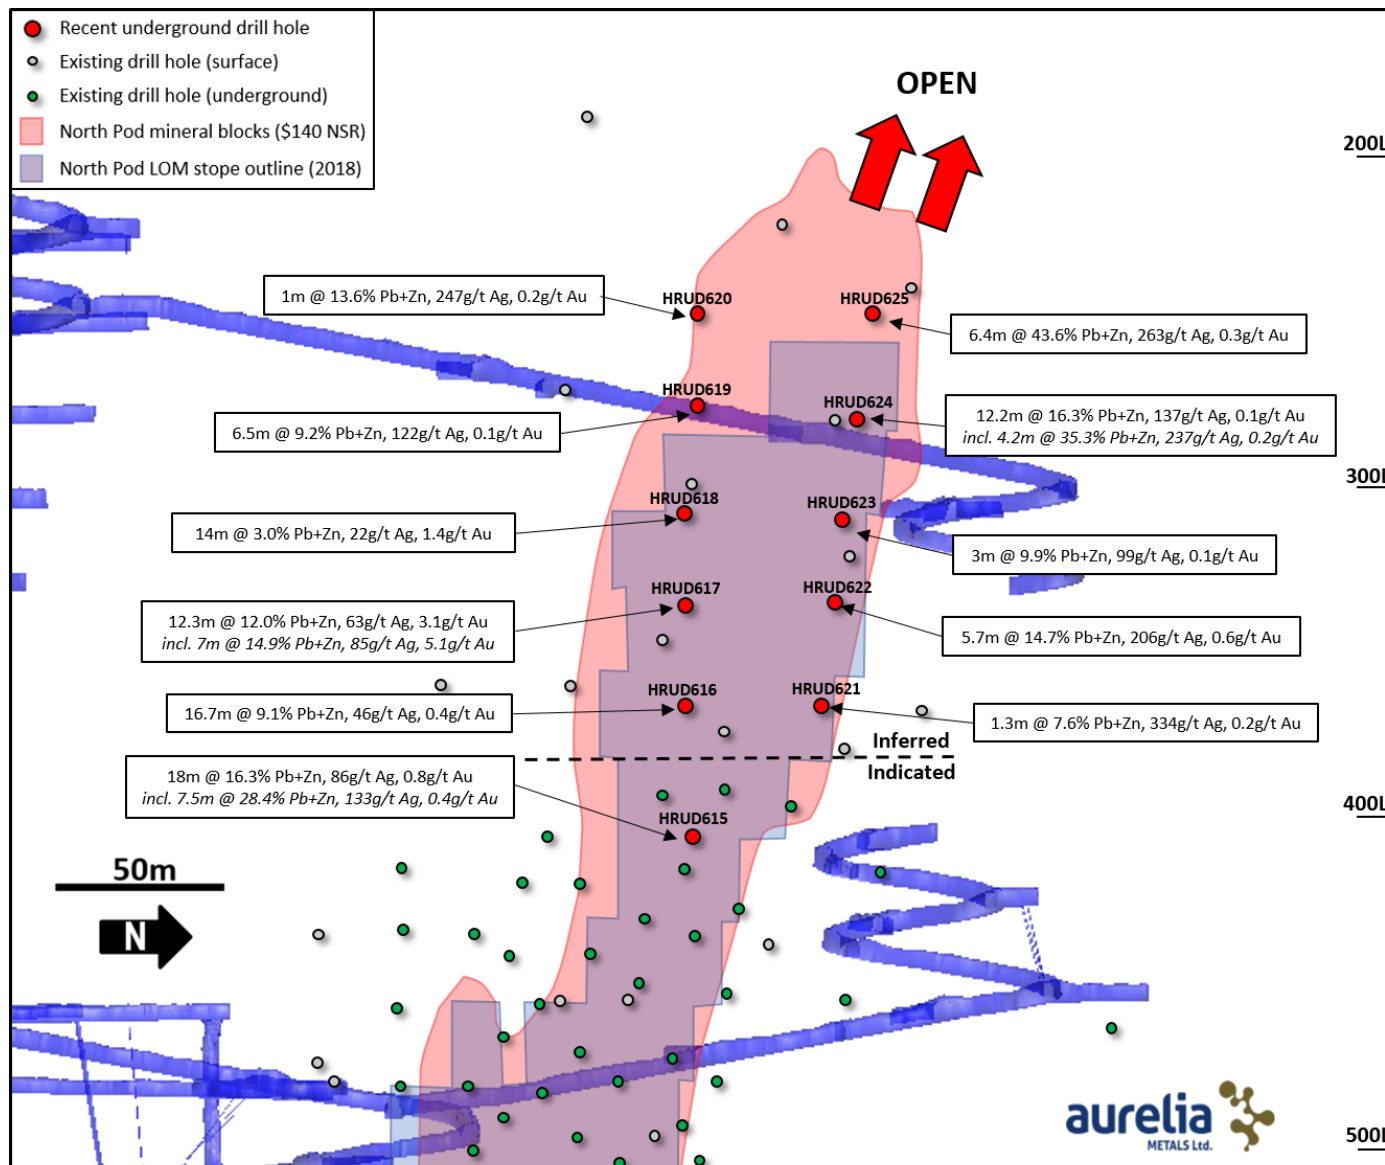 Recent underground drill hole
Existing drill hole (surface)
Existing drill hole (underground)
North Pod mineral blocks ($140 NSR)
North Pod LOM stope outline (2018)
OPEN
200L
HRUD620
HRUD625
1m @ 13.6% Pb+Zn, 247g/t Ag, 0.2g/t Au
6.4m @ 43.6% Pb+Zn, 263g/t Ag, 0.3g/t Au
HRUD619
HRUD624
6.5m @ 9.2% Pb+Zn, 122g/t Ag, 0.1g/t Au
12.2m @ 16.3% Pb+Zn, 137g/t Ag, 0.1g/t Au
incl. 4.2m @ 35.3% Pb+Zn, 237g/t Ag, 0.2g/t Au
300L
HRUD618
HRUD623
14m @ 3.0% Pb+Zn, 22g/t Ag, 1.4g/t Au
3m @ 9.9% Pb+Zn, 99g/t Ag, 0.1g/t Au
HRUD617
HRUD622
12.3m @ 12.0% Pb+Zn, 63g/t Ag, 3.1g/t Au
incl. 7m @ 14.9% Pb+Zn, 85g/t Ag, 5.1g/t Au
5.7m @ 14.7% Pb+Zn, 206g/t Ag, 0.6g/t Au
HRUD616
HRUD621
16.7m @ 9.1% Pb+Zn, 46g/t Ag, 0.4g/t Au
1.3m @ 7.6% Pb+Zn, 334g/t Ag, 0.2g/t Au
Inferred
Indicated
18m @ 16.3% Pb+Zn, 86g/t Ag, 0.8g/t Au
incl. 7.5m @ 28.4% Pb+Zn, 133g/t Ag, 0.4g/t Au
HRUD615
400L
50m
N
aurelia
METALS Ltd.
500L